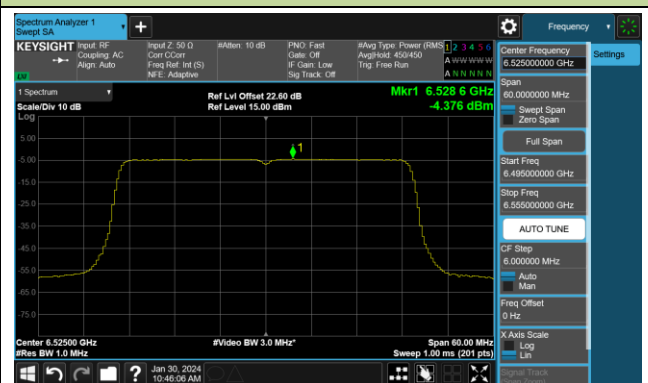 Spectrum Analyzer 1
Swept SA
Frequency
KEYSIGHT
Input: RF
Coupling: AC
Align: Auto
Input Z: 50 Ω
Corr CCorr
Freq Ref: Int (S)
NFE: Adaptive
#Atten: 10 dB
PNO: Fast
Gate: Off
IF Gain: Low
Sig Track: Off
#Avg Type: Power (RMS)
Avg|Hold: 450/450
Trig: Free Run
1 2 3 4 5 6
A W W W W W
A N N N N N
LXI
1 Spectrum
Scale/Div 10 dB
Log
Ref Lvl Offset 22.60 dB
Ref Level 15.00 dBm
Mkr1 6.528 6 GHz
-4.376 dBm
1
5.00
-5.00
-15.0
-25.0
-35.0
-45.0
-55.0
-65.0
-75.0
Center 6.52500 GHz
#Res BW 1.0 MHz
#Video BW 3.0 MHz*
Span 60.00 MHz
Sweep 1.00 ms (201 pts)
Jan 30, 2024
10:46:06 AM
?
Center Frequency
6.525000000 GHz
Settings
Span
60.0000000 MHz
Swept Span
Zero Span
Full Span
Start Freq
6.495000000 GHz
Stop Freq
6.555000000 GHz
AUTO TUNE
CF Step
6.000000 MHz
Auto
Man
Freq Offset
0 Hz
X Axis Scale
Log
Lin
Signal Track